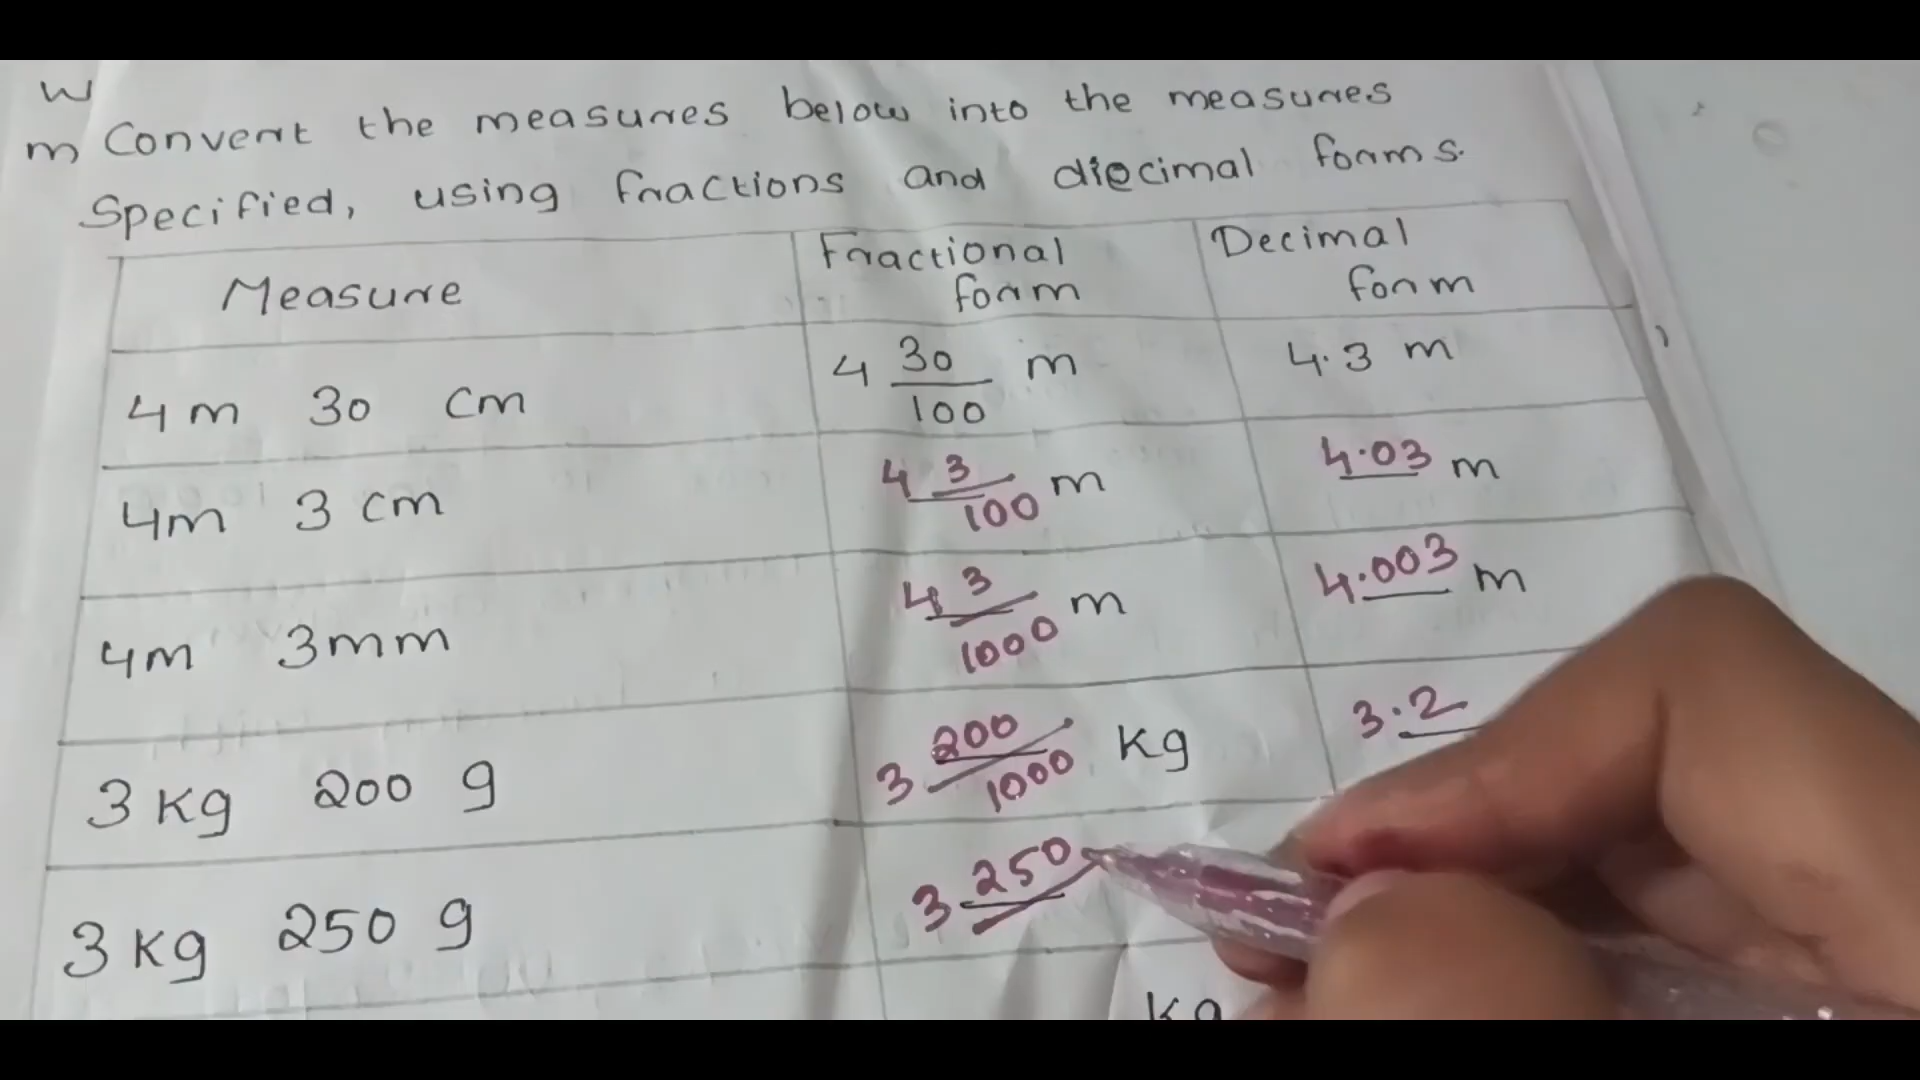 w
m Convert the measures below into the measures
Specified, using fractions and diecimal forms.
Measure Fractional form Decimal form
4m 30 cm 4 30/100 m 4.3 m
4m 3 cm 4 3/100 m 4.03 m
4m 3mm 4 3/1000 m 4.003 m
3 kg 200 g 3 200/1000 kg 3.2
3 kg 250 g 3 250
kg